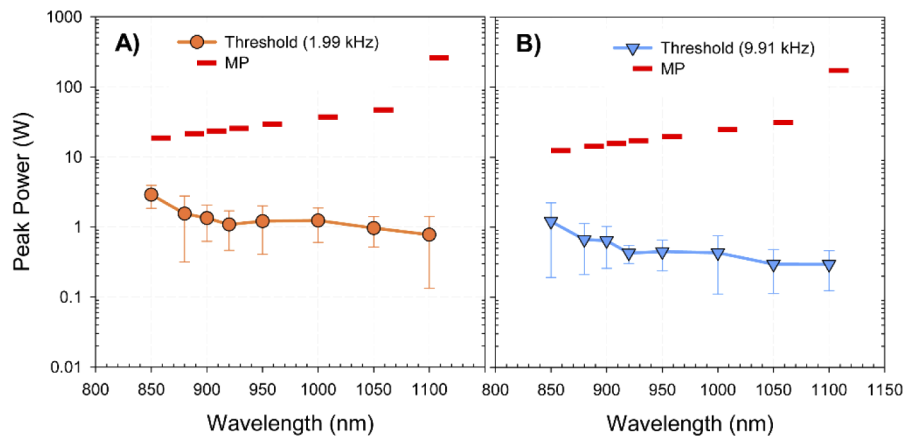 A)
Threshold (1.99 kHz)
MP
B)
Threshold (9.91 kHz)
MP
Peak Power (W)
1000
100
10
1
0.1
0.01
800 850 900 950 1000 1050 1100
800 850 900 950 1000 1050 1100 1150
Wavelength (nm)
Wavelength (nm)